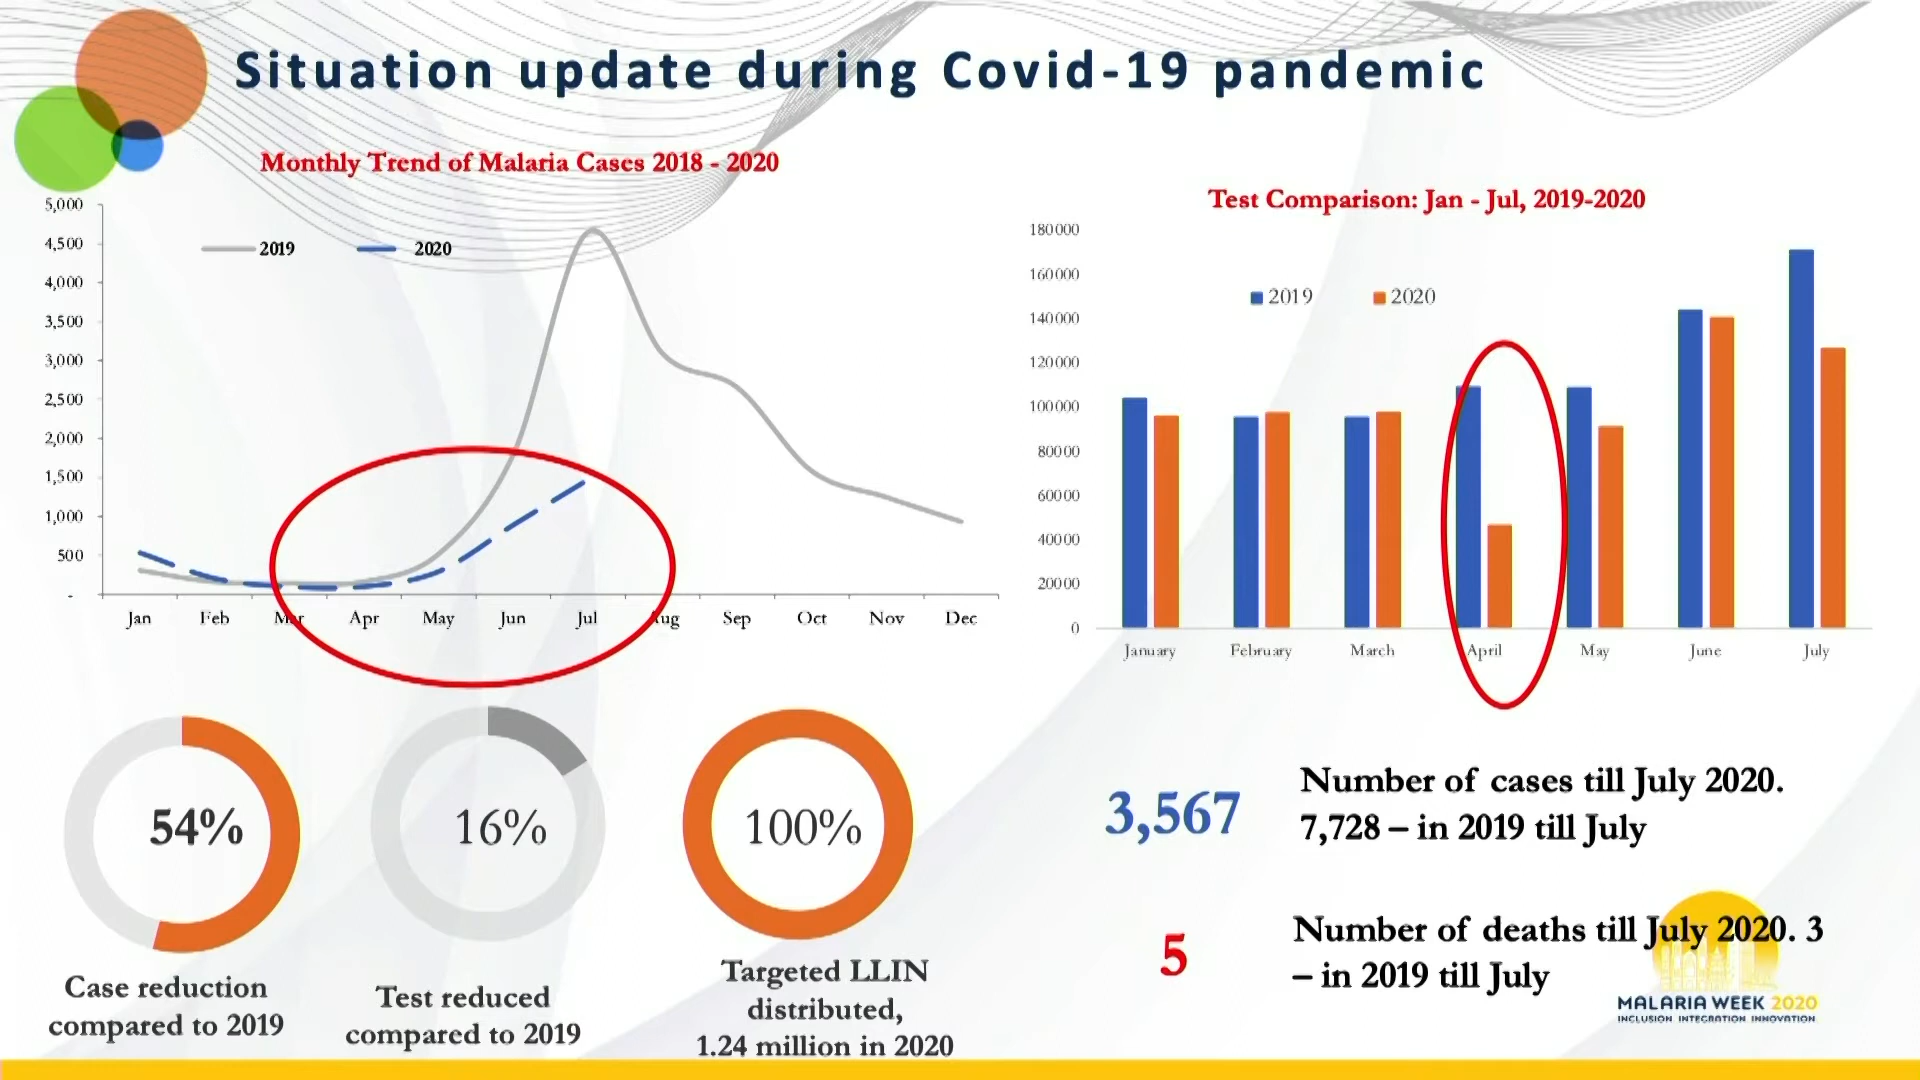 Situation update during Covid-19 pandemic
Monthly Trend of Malaria Cases 2018 - 2020
5,000
4,500
4,000
3,500
3,000
2,500
2,000
1,500
1,000
500
-
2019
2020
Jan
Feb
Mar
Apr
May
Jun
Jul
Aug
Sep
Oct
Nov
Dec
Test Comparison: Jan - Jul, 2019-2020
180000
160000
140000
120000
100000
80000
60000
40000
20000
0
2019
2020
January
February
March
April
May
June
July
54%
Case reduction
compared to 2019
16%
Test reduced
compared to 2019
100%
Targeted LLIN
distributed,
1.24 million in 2020
3,567
Number of cases till July 2020.
7,728 – in 2019 till July
5
Number of deaths till July 2020. 3
– in 2019 till July
MALARIA WEEK 2020
INCLUSION INTEGRATION INNOVATION